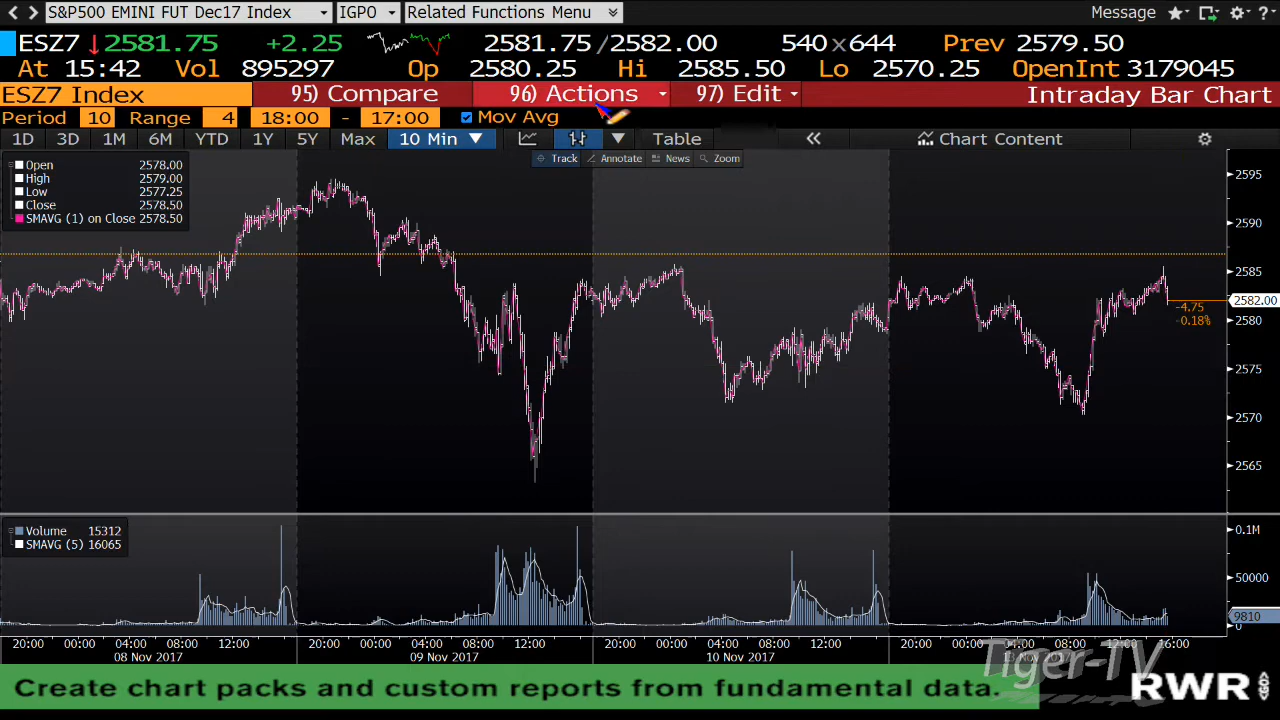 S&P500 EMINI FUT Dec17 Index IGPO Related Functions Menu Message ?
ESZ7 ↓2581.75 +2.25 2581.75/2582.00 540x644 Prev 2579.50
At 15:42 Vol 895297 Op 2580.25 Hi 2585.50 Lo 2570.25 OpenInt 3179045
ESZ7 Index 95) Compare 96) Actions 97) Edit Intraday Bar Chart
Period 10 Range 4 18:00 - 17:00 Mov Avg
1D 3D 1M 6M YTD 1Y 5Y Max 10 Min ▼ Table « Chart Content
Track Annotate News Zoom
Open 2578.00
High 2579.00
Low 2577.25
Close 2578.50
SMAVG (1) on Close 2578.50
2595
2590
2585
2582.00
-4.75
-0.18%
2580
2575
2570
2565
Volume 15312
SMAVG (5) 16065
0.1M
50000
9810
0
20:00 00:00 04:00 08:00 12:00 20:00 00:00 04:00 08:00 12:00 20:00 00:00 04:00 08:00 12:00 20:00 00:00 04:00 08:00 12:00 16:00
08 Nov 2017 09 Nov 2017 10 Nov 2017 13 Nov 2017
Tiger-TV
Create chart packs and custom reports from fundamental data.
RWR <GO>